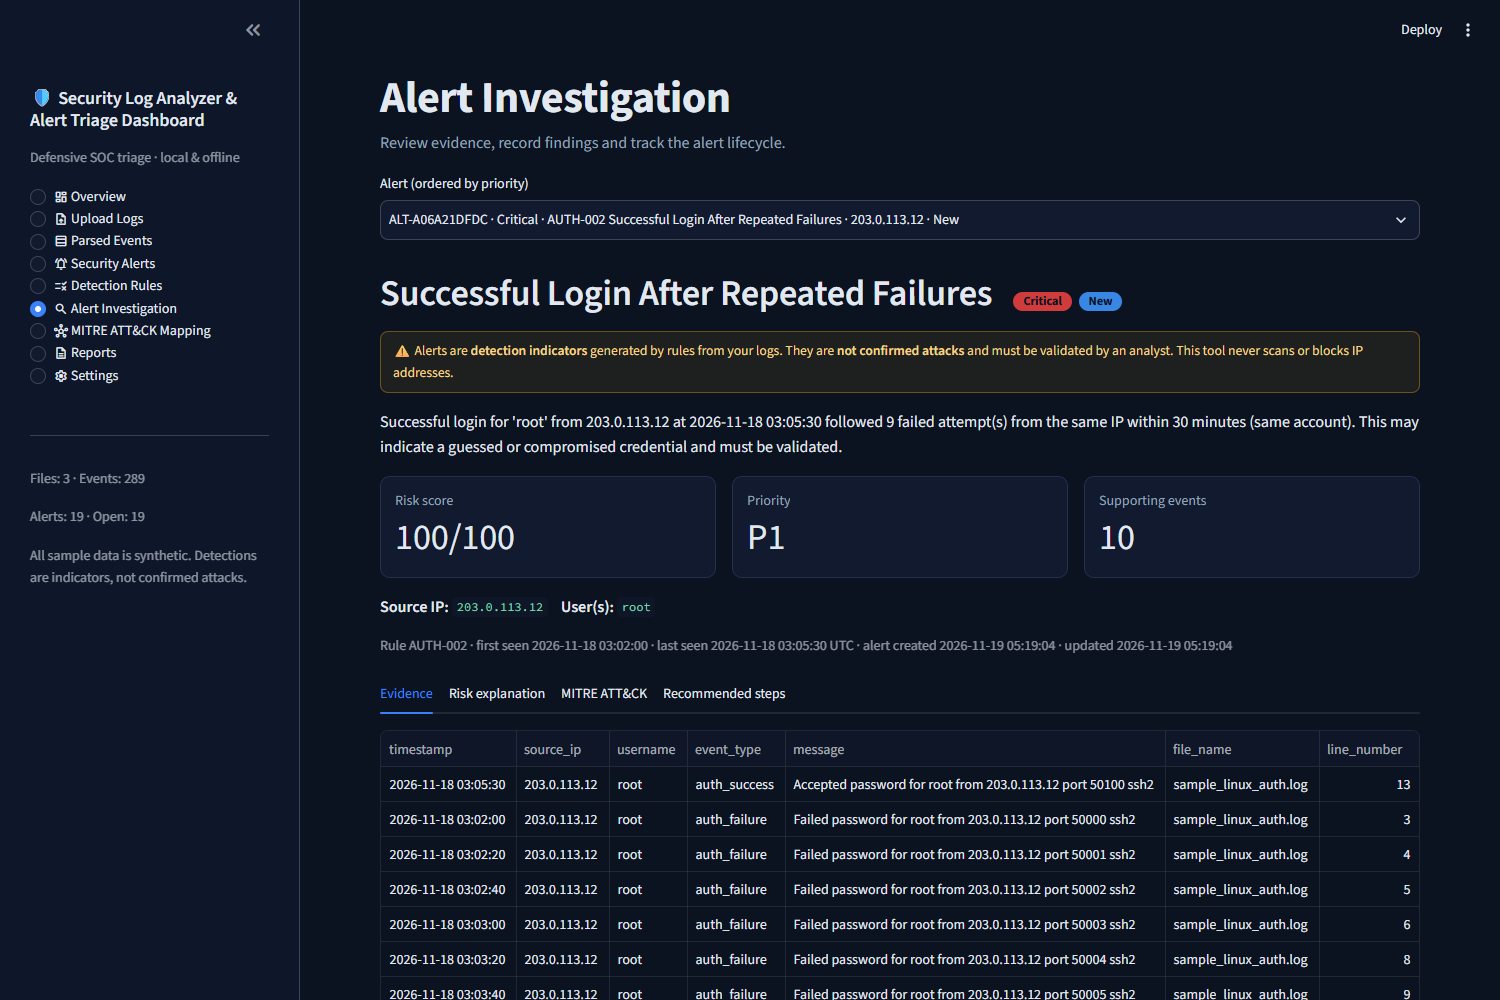 Deploy
Security Log Analyzer &
Alert Triage Dashboard
Defensive SOC triage · local & offline
Overview
Upload Logs
Parsed Events
Security Alerts
Detection Rules
Alert Investigation
MITRE ATT&CK Mapping
Reports
Settings
Files: 3 · Events: 289
Alerts: 19 · Open: 19
All sample data is synthetic. Detections
are indicators, not confirmed attacks.
Alert Investigation
Review evidence, record findings and track the alert lifecycle.
Alert (ordered by priority)
ALT-A06A21DFDC · Critical · AUTH-002 Successful Login After Repeated Failures · 203.0.113.12 · New
Successful Login After Repeated Failures Critical New
Alerts are detection indicators generated by rules from your logs. They are not confirmed attacks and must be validated by an analyst. This tool never scans or blocks IP
addresses.
Successful login for 'root' from 203.0.113.12 at 2026-11-18 03:05:30 followed 9 failed attempt(s) from the same IP within 30 minutes (same account). This may
indicate a guessed or compromised credential and must be validated.
Risk score Priority Supporting events
100/100 P1 10
Source IP: 203.0.113.12 User(s): root
Rule AUTH-002 · first seen 2026-11-18 03:02:00 · last seen 2026-11-18 03:05:30 UTC · alert created 2026-11-19 05:19:04 · updated 2026-11-19 05:19:04
Evidence Risk explanation MITRE ATT&CK Recommended steps
timestamp source_ip username event_type message file_name line_number
2026-11-18 03:05:30 203.0.113.12 root auth_success Accepted password for root from 203.0.113.12 port 50100 ssh2 sample_linux_auth.log 13
2026-11-18 03:02:00 203.0.113.12 root auth_failure Failed password for root from 203.0.113.12 port 50000 ssh2 sample_linux_auth.log 3
2026-11-18 03:02:20 203.0.113.12 root auth_failure Failed password for root from 203.0.113.12 port 50001 ssh2 sample_linux_auth.log 4
2026-11-18 03:02:40 203.0.113.12 root auth_failure Failed password for root from 203.0.113.12 port 50002 ssh2 sample_linux_auth.log 5
2026-11-18 03:03:00 203.0.113.12 root auth_failure Failed password for root from 203.0.113.12 port 50003 ssh2 sample_linux_auth.log 6
2026-11-18 03:03:20 203.0.113.12 root auth_failure Failed password for root from 203.0.113.12 port 50004 ssh2 sample_linux_auth.log 8
2026-11-18 03:03:40 203.0.113.12 root auth_failure Failed password for root from 203.0.113.12 port 50005 ssh2 sample_linux_auth.log 9